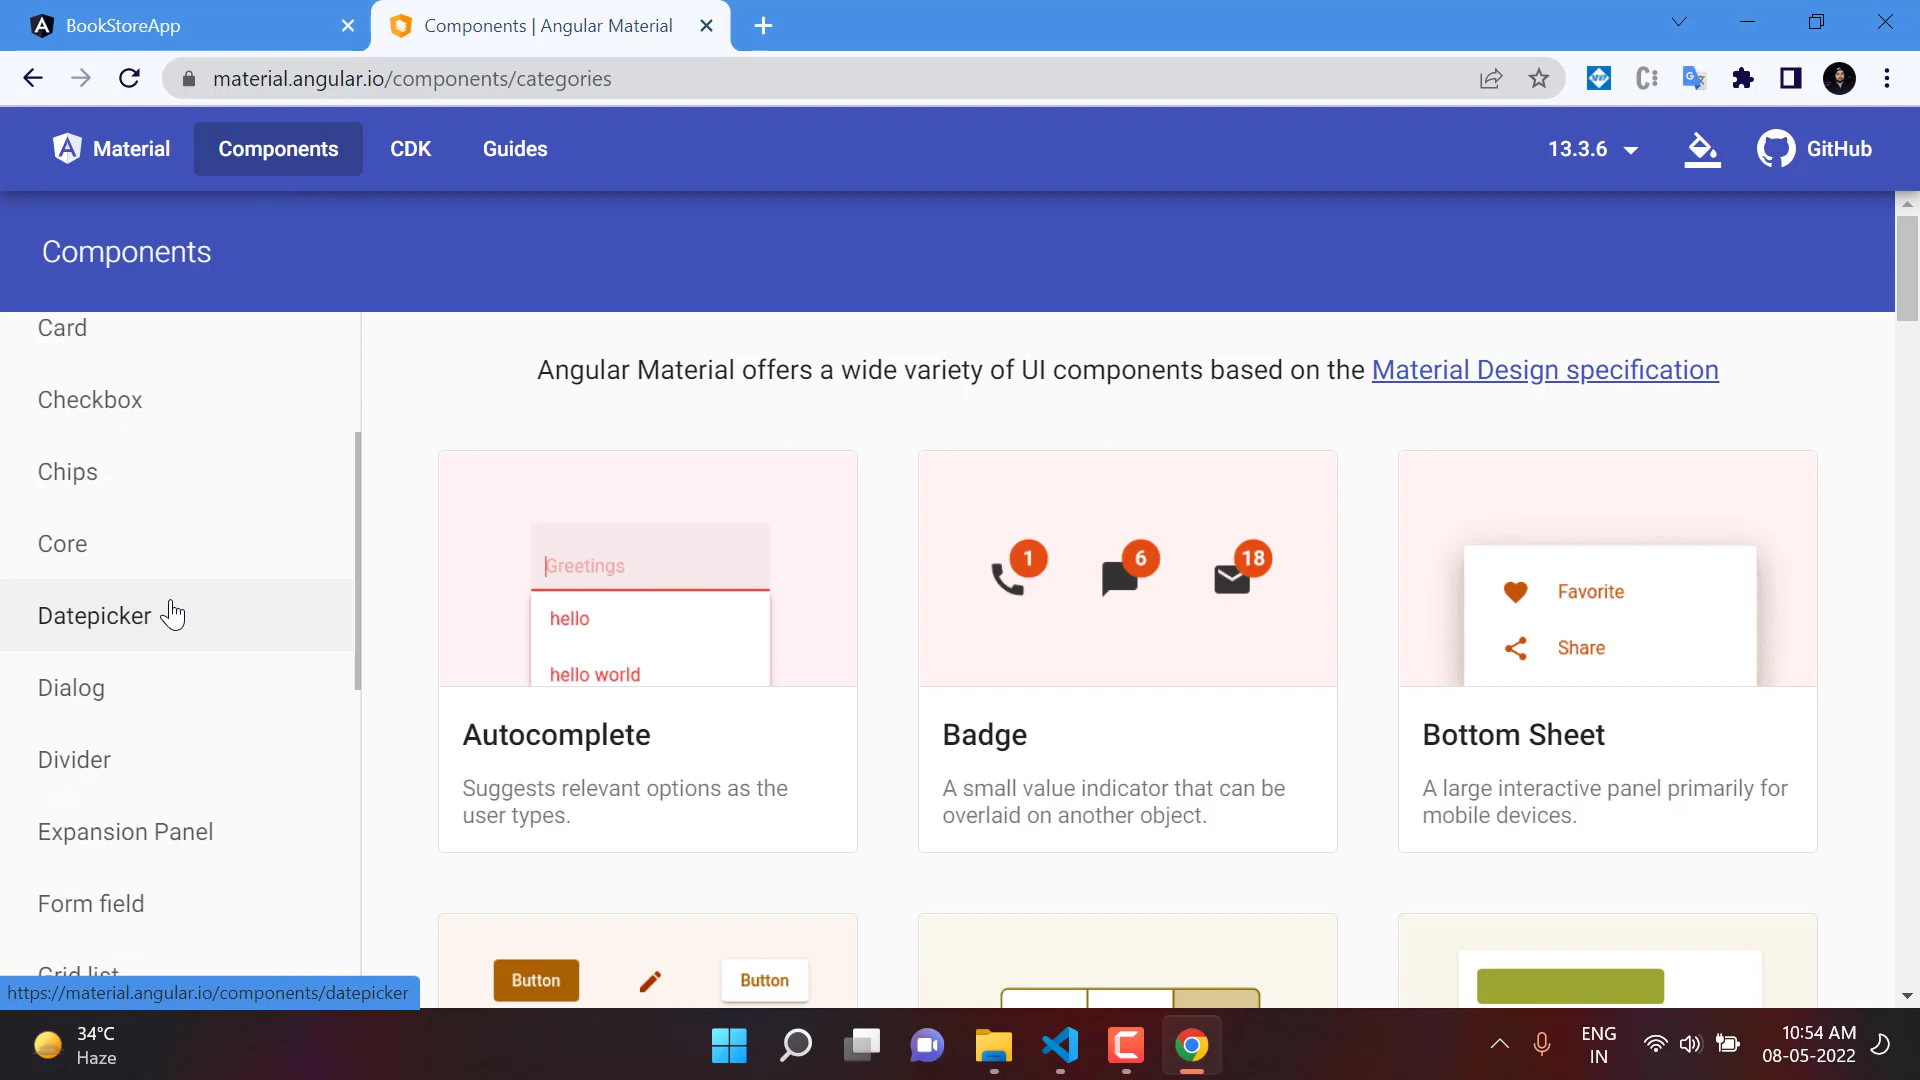 BookStoreApp
Components | Angular Material
material.angular.io/components/categories
Material
Components
CDK
Guides
13.3.6
GitHub
Components
Card
Checkbox
Chips
Core
Datepicker
Dialog
Divider
Expansion Panel
Form field
Grid list
https://material.angular.io/components/datepicker
Angular Material offers a wide variety of UI components based on the Material Design specification
Greetings
hello
hello world
Autocomplete
Suggests relevant options as the
user types.
1
6
18
Badge
A small value indicator that can be
overlaid on another object.
Favorite
Share
Bottom Sheet
A large interactive panel primarily for
mobile devices.
Button
Button
34°C
Haze
ENG
IN
10:54 AM
08-05-2022